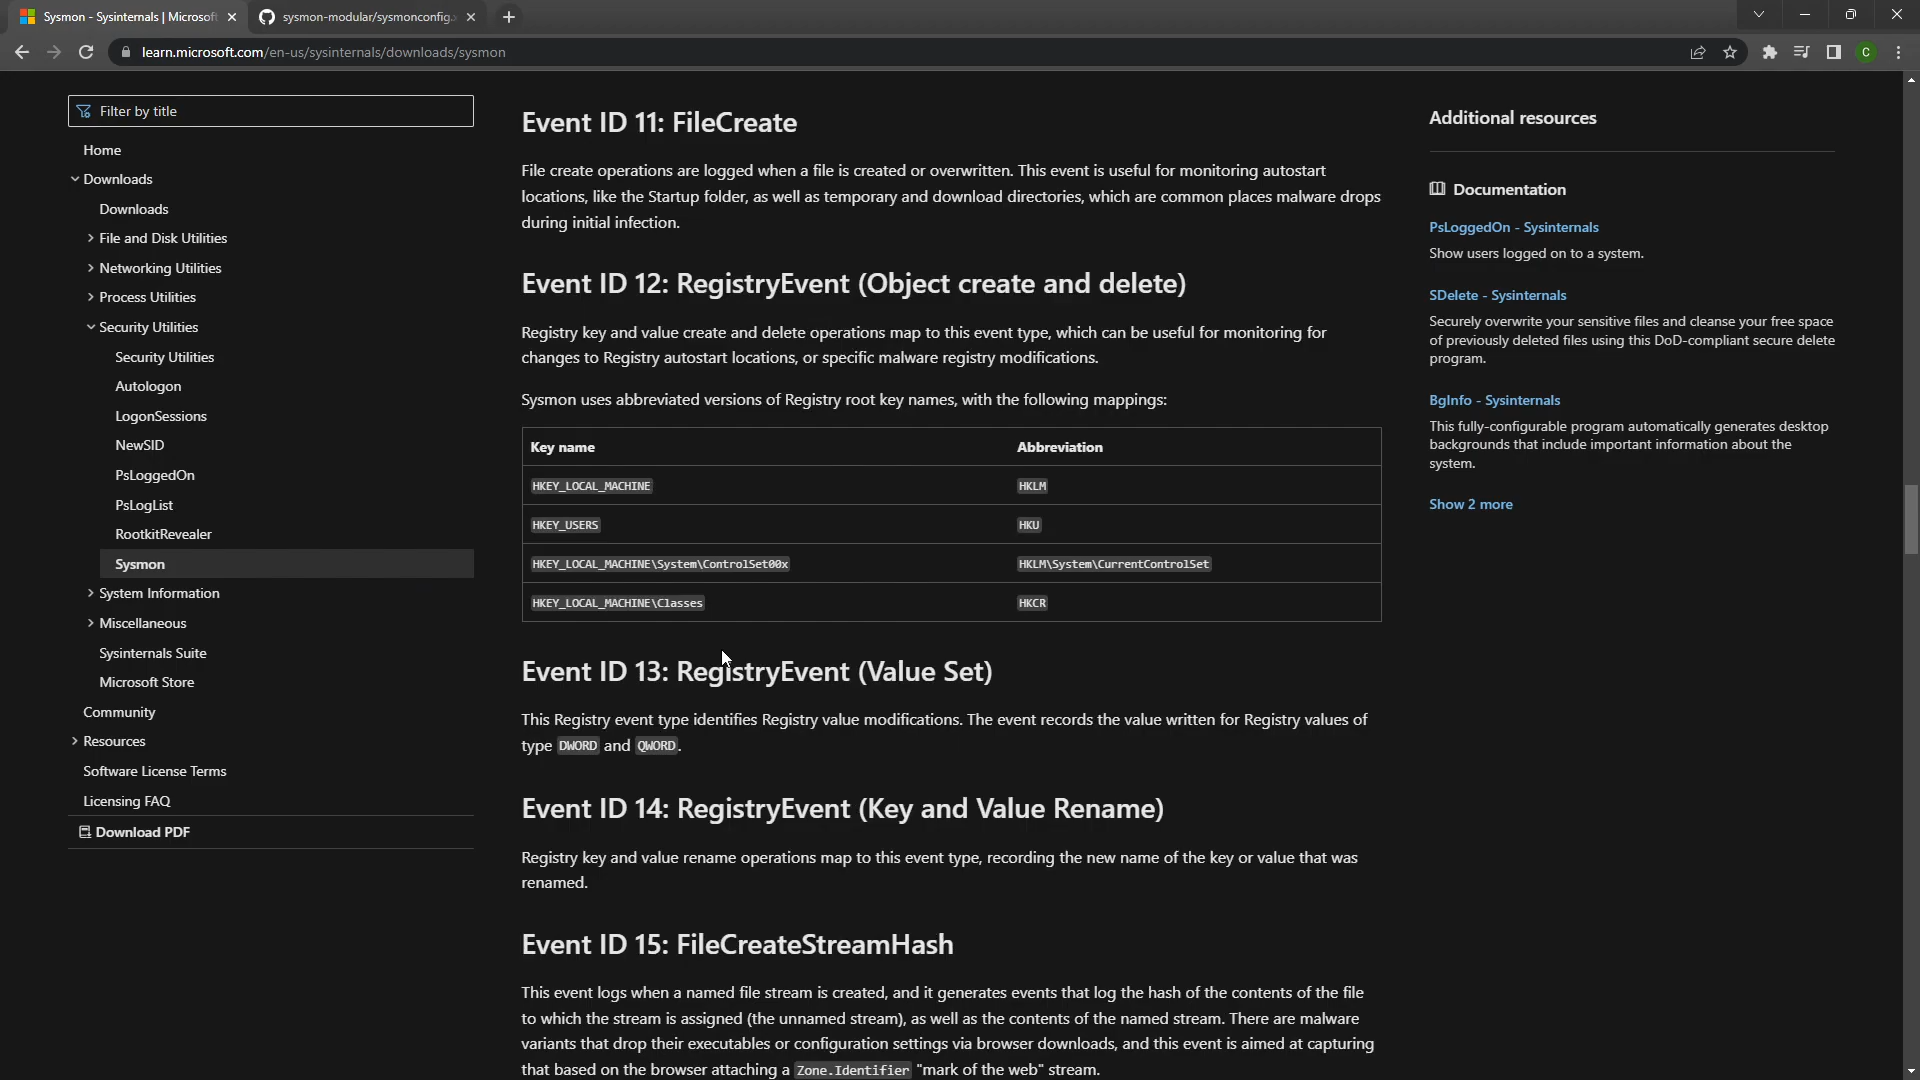 Sysmon - Sysinternals | Microsof
sysmon-modular/sysmonconfig.
learn.microsoft.com/en-us/sysinternals/downloads/sysmon
C
Filter by title
Home
Downloads
Downloads
File and Disk Utilities
Networking Utilities
Process Utilities
Security Utilities
Security Utilities
Autologon
LogonSessions
NewSID
PsLoggedOn
PsLogList
RootkitRevealer
Sysmon
System Information
Miscellaneous
Sysinternals Suite
Microsoft Store
Community
Resources
Software License Terms
Licensing FAQ
Download PDF
Event ID 11: FileCreate
File create operations are logged when a file is created or overwritten. This event is useful for monitoring autostart
locations, like the Startup folder, as well as temporary and download directories, which are common places malware drops
during initial infection.
Event ID 12: RegistryEvent (Object create and delete)
Registry key and value create and delete operations map to this event type, which can be useful for monitoring for
changes to Registry autostart locations, or specific malware registry modifications.
Sysmon uses abbreviated versions of Registry root key names, with the following mappings:
Key name Abbreviation
HKEY_LOCAL_MACHINE HKLM
HKEY_USERS HKU
HKEY_LOCAL_MACHINE\System\ControlSet00x HKLM\System\CurrentControlSet
HKEY_LOCAL_MACHINE\Classes HKCR
Event ID 13: RegistryEvent (Value Set)
This Registry event type identifies Registry value modifications. The event records the value written for Registry values of
type DWORD and QWORD.
Event ID 14: RegistryEvent (Key and Value Rename)
Registry key and value rename operations map to this event type, recording the new name of the key or value that was
renamed.
Event ID 15: FileCreateStreamHash
This event logs when a named file stream is created, and it generates events that log the hash of the contents of the file
to which the stream is assigned (the unnamed stream), as well as the contents of the named stream. There are malware
variants that drop their executables or configuration settings via browser downloads, and this event is aimed at capturing
that based on the browser attaching a Zone.Identifier "mark of the web" stream.
Additional resources
Documentation
PsLoggedOn - Sysinternals
Show users logged on to a system.
SDelete - Sysinternals
Securely overwrite your sensitive files and cleanse your free space
of previously deleted files using this DoD-compliant secure delete
program.
BgInfo - Sysinternals
This fully-configurable program automatically generates desktop
backgrounds that include important information about the
system.
Show 2 more